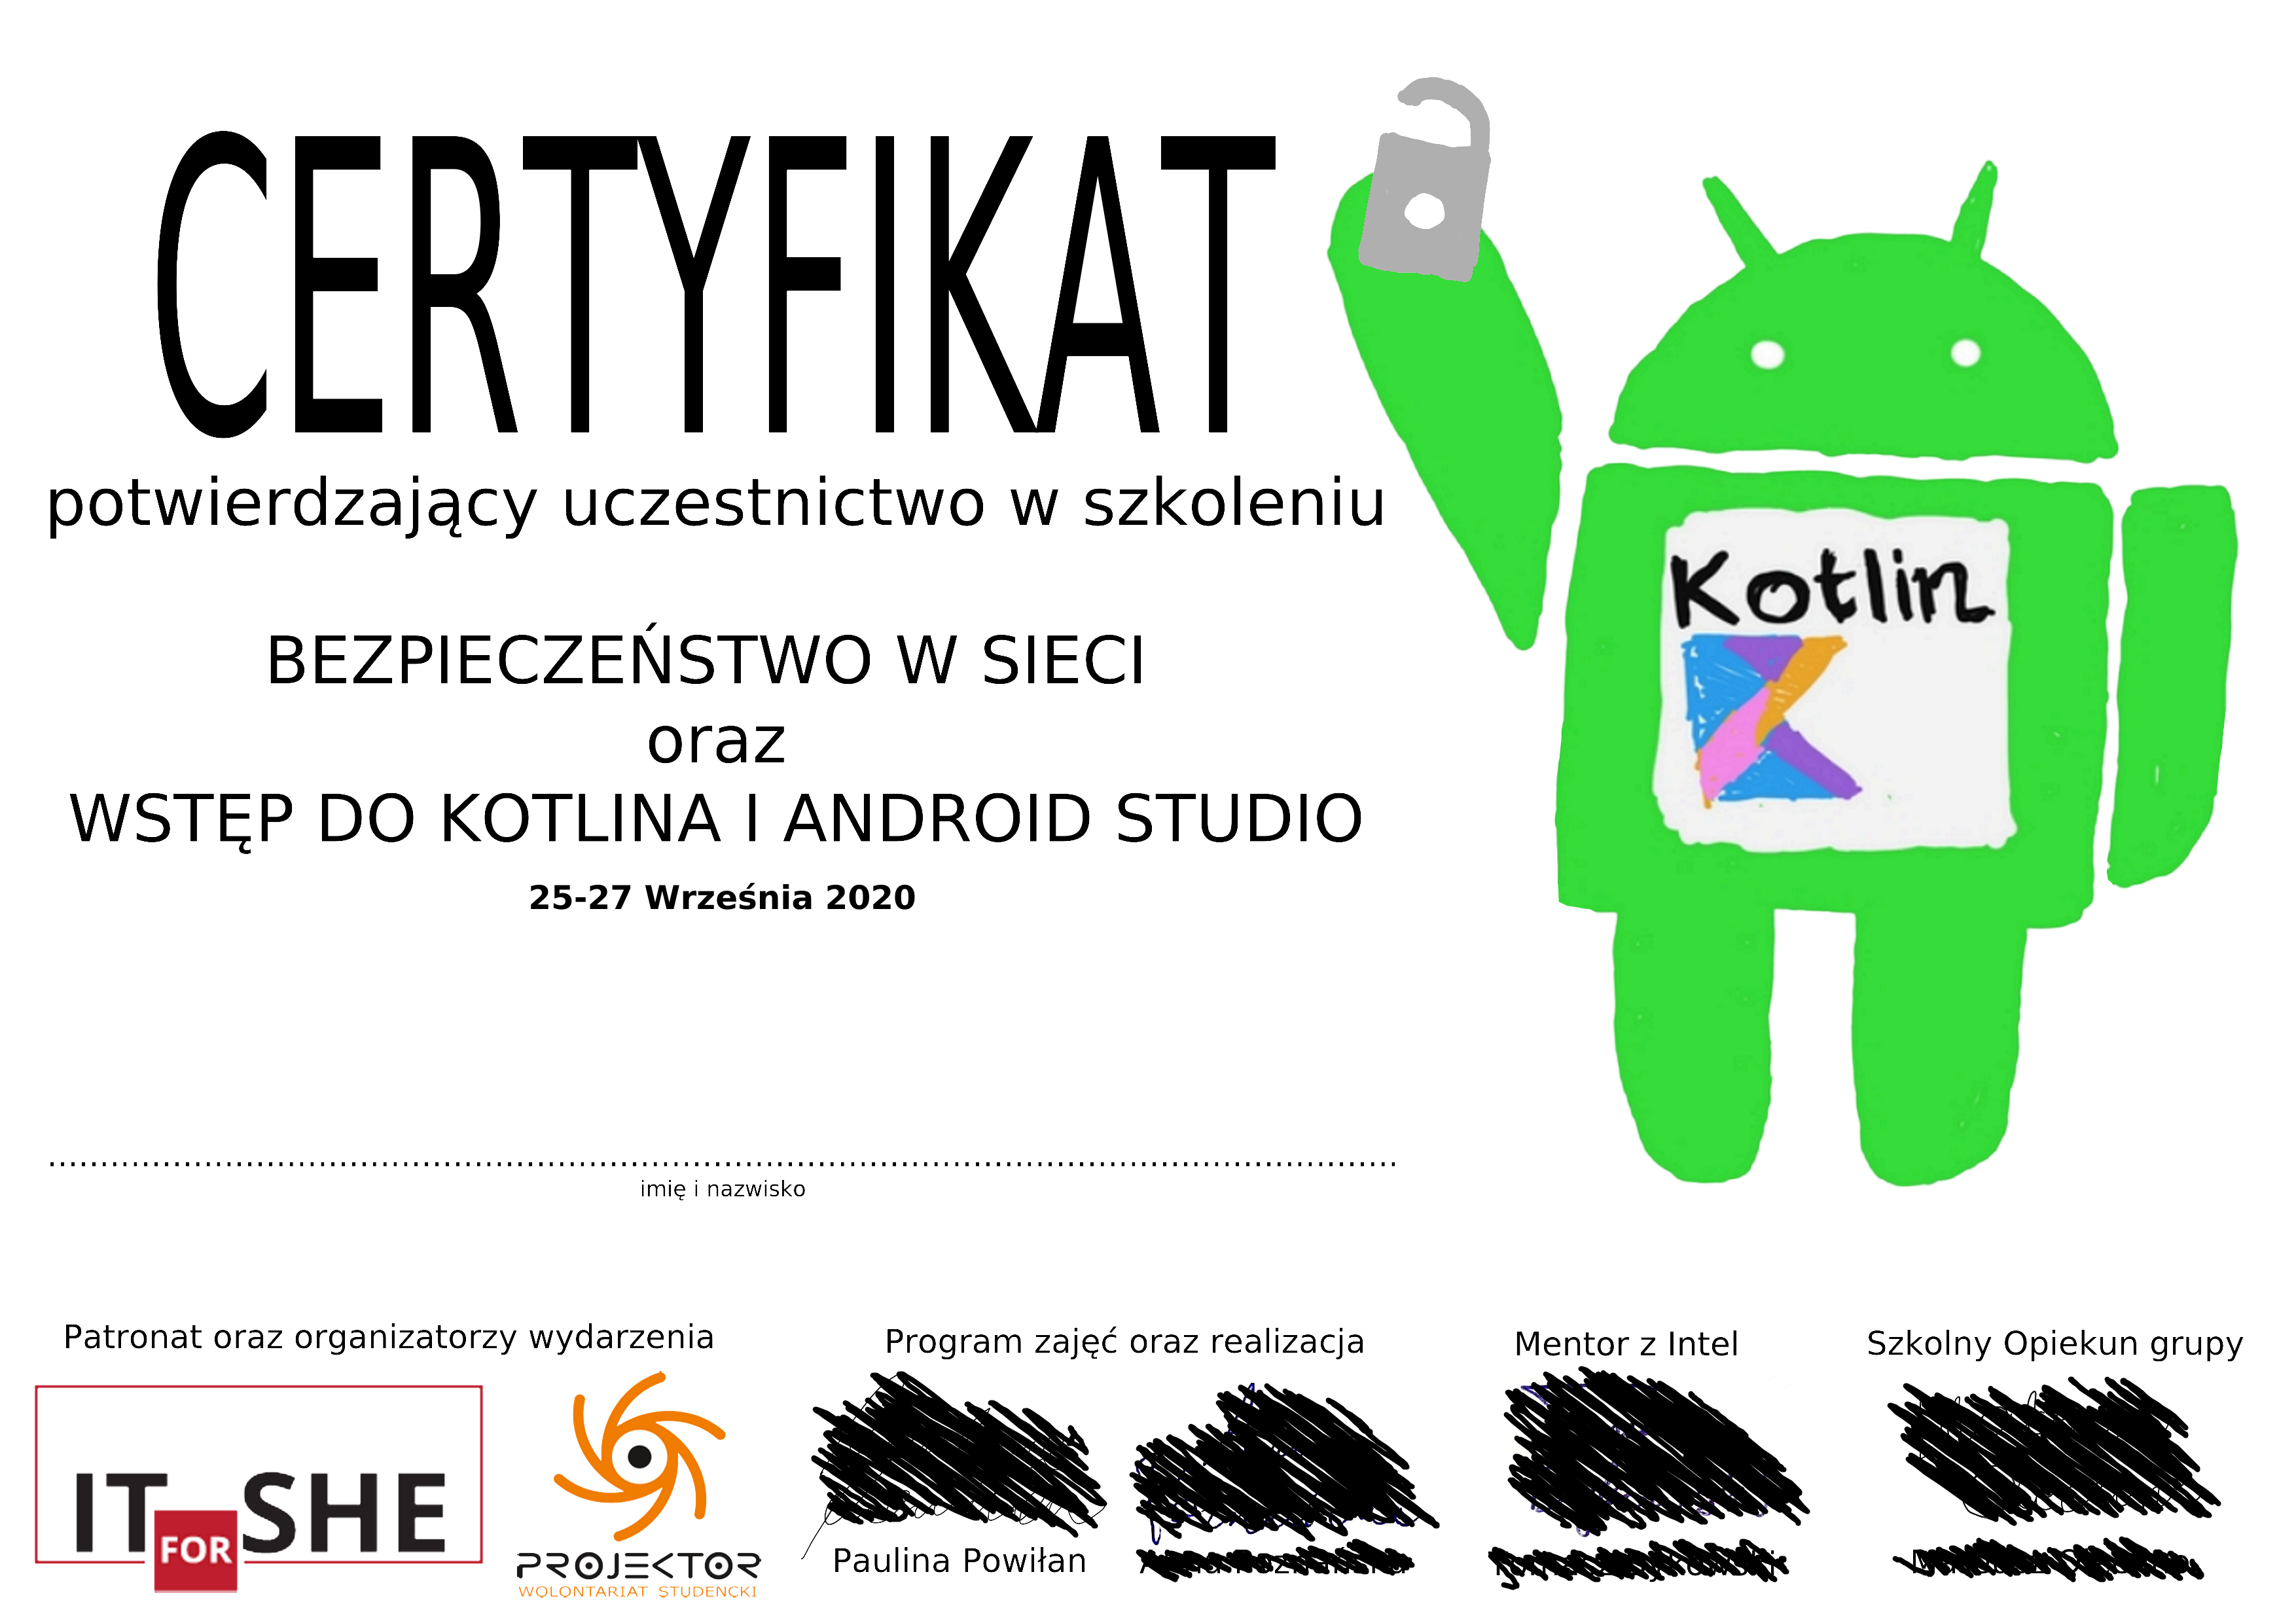 CERTYFIKAT
potwierdzający uczestnictwo w szkoleniu
BEZPIECZEŃSTWO W SIECI
oraz
WSTĘP DO KOTLINA I ANDROID STUDIO
25-27 Września 2020
Kotlin
imię i nazwisko
Patronat oraz organizatorzy wydarzenia
Program zajęć oraz realizacja
Mentor z Intel
Szkolny Opiekun grupy
IT FOR SHE
PROJEKTOR
WOLONTARIAT STUDENCKI
Paulina Powiłan